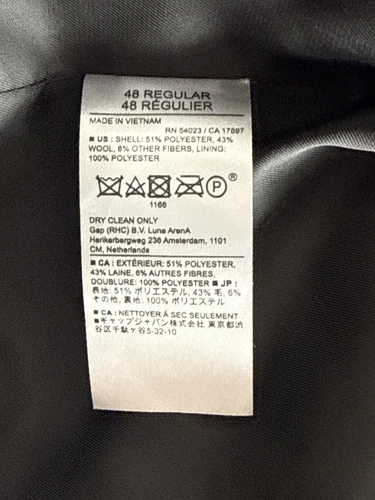 48 REGULAR
48 RÉGULIER
MADE IN VIETNAM
RN 54023 / CA 17897
■ US : SHELL: 51% POLYESTER, 43%
WOOL, 6% OTHER FIBERS, LINING:
100% POLYESTER
P ®
1166
DRY CLEAN ONLY
Gap (RHC) B.V. Luna ArenA
Herikerbergweg 238 Amsterdam, 1101
CM, Netherlands
■ CA : EXTÉRIEUR: 51% POLYESTER,
43% LAINE, 6% AUTRES FIBRES,
DOUBLURE: 100% POLYESTER ■ JP :
表地: 51% ポリエステル, 43% 毛, 6%
その他, 裏地: 100% ポリエステル
■ CA : NETTOYER À SEC SEULEMENT
■ギャップジャパン株式会社 東京都渋
谷区千駄ヶ谷5-32-10